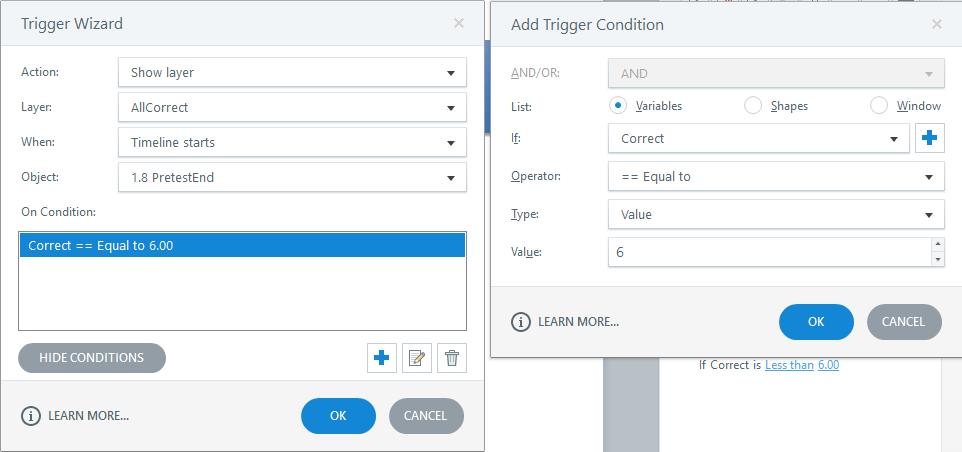 Trigger Wizard
Action: Show layer
Layer: AllCorrect
When: Timeline starts
Object: 1.8 PretestEnd
On Condition:
Correct == Equal to 6.00
HIDE CONDITIONS
LEARN MORE...
OK
CANCEL
Add Trigger Condition
AND/OR: AND
List: Variables Shapes Window
If: Correct
Operator: == Equal to
Type: Value
Value: 6
LEARN MORE...
OK
CANCEL
If Correct is Less than 6.00